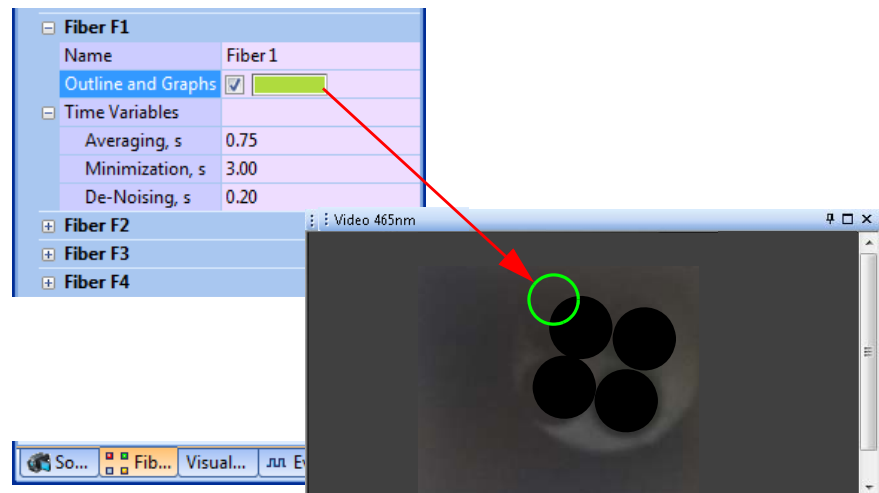 Fiber F1
Name Fiber 1
Outline and Graphs
Time Variables
Averaging, s 0.75
Minimization, s 3.00
De-Noising, s 0.20
Fiber F2
Fiber F3
Fiber F4
Video 465nm
So... Fib... Visual... E